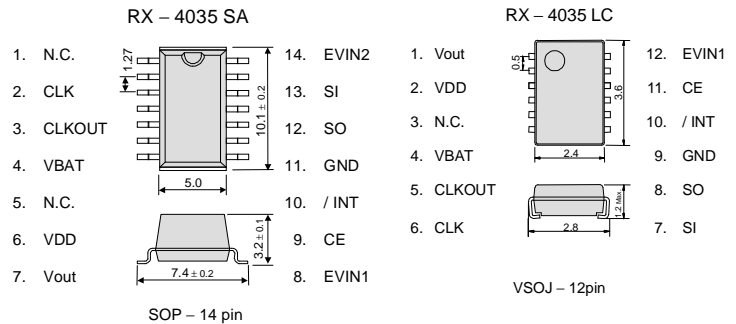 RX – 4035 SA
1. N.C.
2. CLK
3. CLKOUT
4. VBAT
5. N.C.
6. VDD
7. Vout
1.27
10.1 ± 0.2
5.0
3.2 ± 0.1
7.4 ± 0.2
14. EVIN2
13. SI
12. SO
11. GND
10. / INT
9. CE
8. EVIN1
SOP – 14 pin
RX – 4035 LC
1. Vout
2. VDD
3. N.C.
4. VBAT
5. CLKOUT
6. CLK
0.5
3.6
2.4
1.2 Max.
2.8
12. EVIN1
11. CE
10. / INT
9. GND
8. SO
7. SI
VSOJ – 12pin